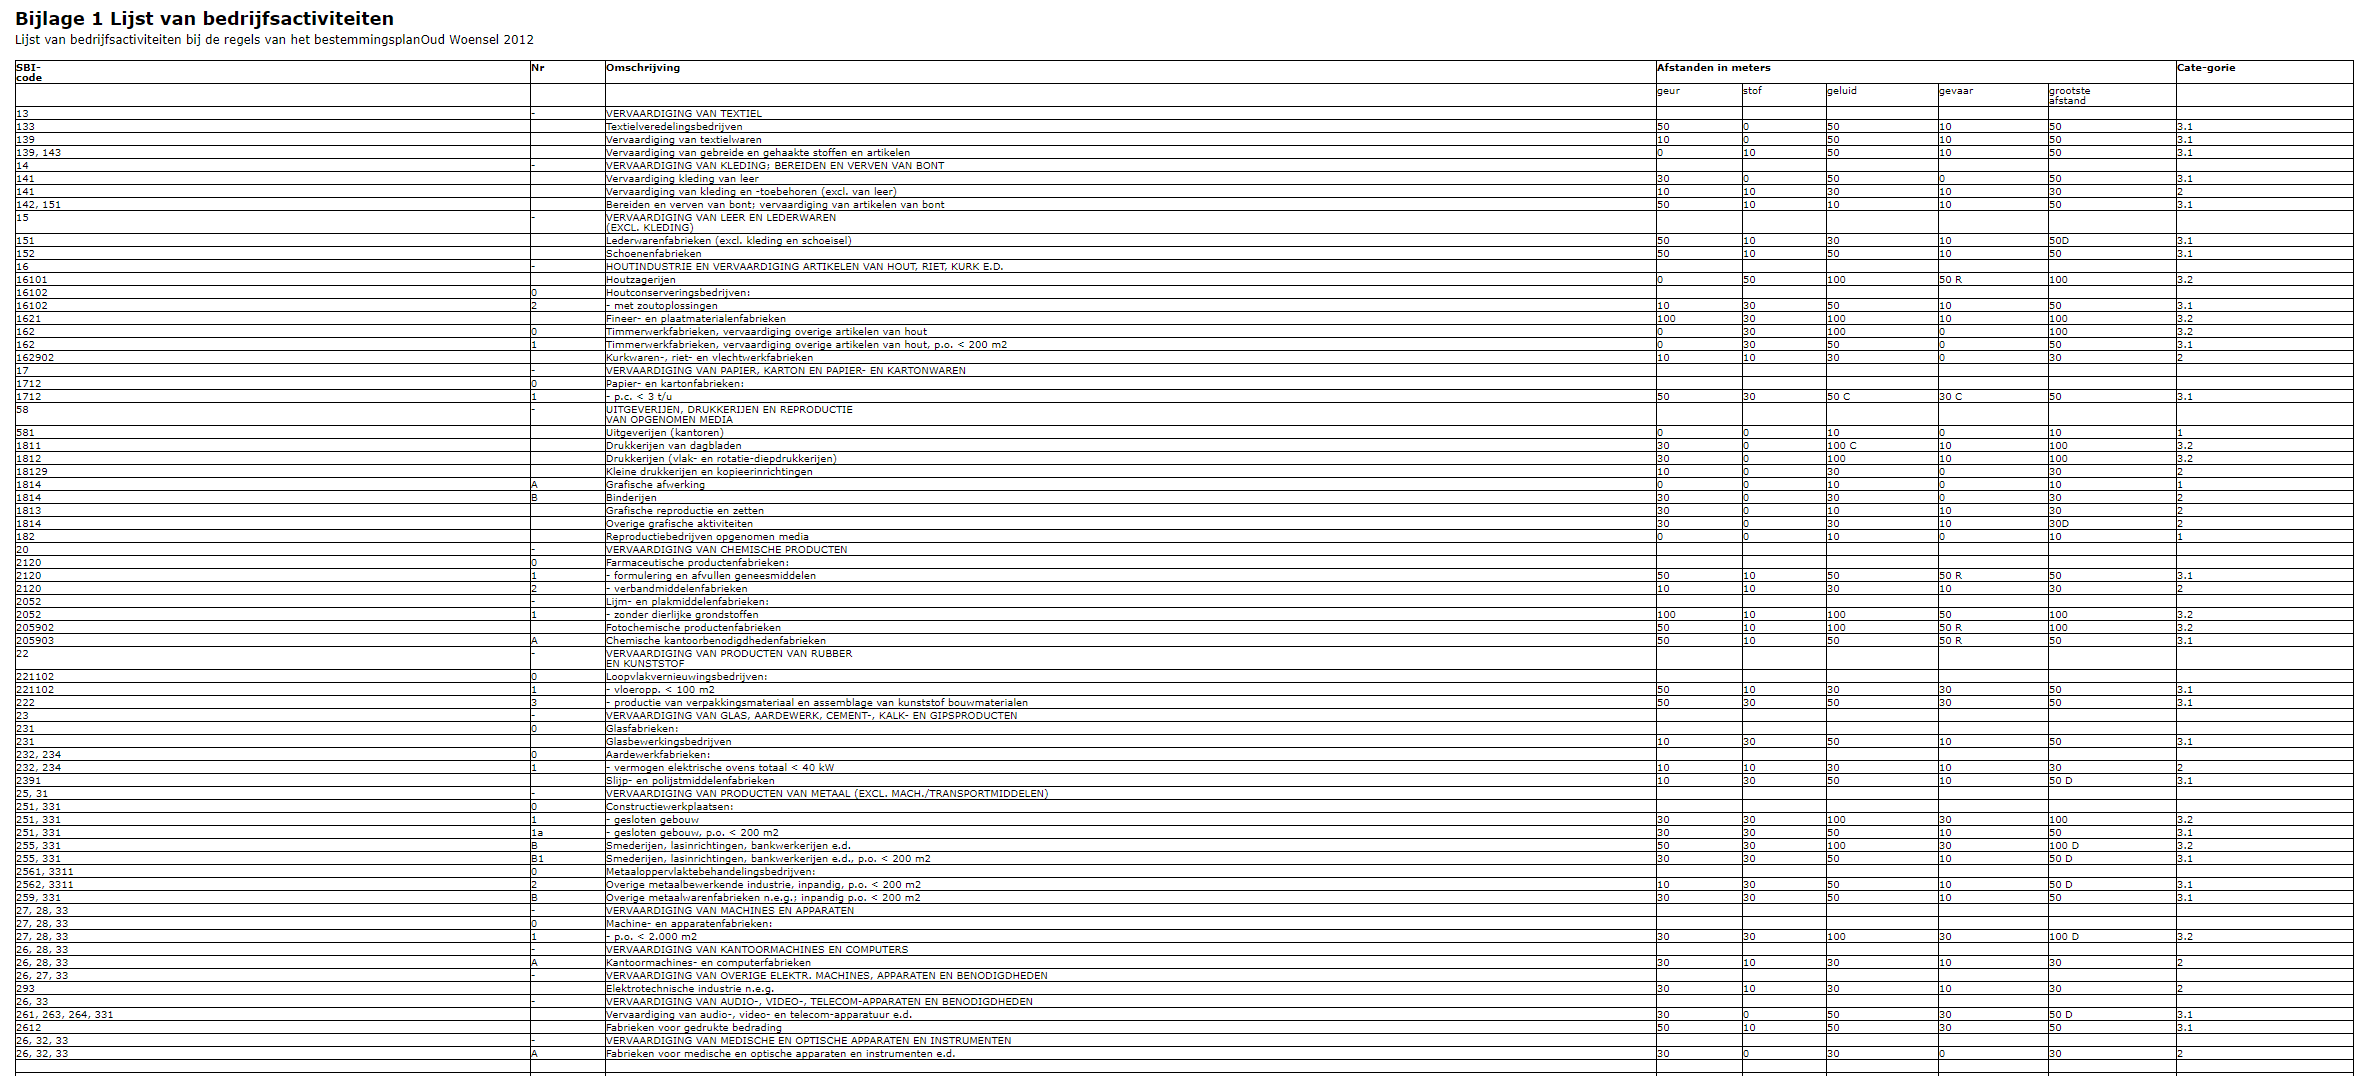 Bijlage 1 Lijst van bedrijfsactiviteiten
Lijst van bedrijfsactiviteiten bij de regels van het bestemmingsplanOud Woensel 2012
SBI- Nr Omschrijving Afstanden in meters Cate-gorie
code
geur stof geluid gevaar grootste
afstand
13 - VERVAARDIGING VAN TEXTIEL
133 Textielveredelingsbedrijven 50 0 50 10 50 3.1
139 Vervaardiging van textielwaren 10 0 50 10 50 3.1
139, 143 Vervaardiging van gebreide en gehaakte stoffen en artikelen 0 10 50 10 50 3.1
14 - VERVAARDIGING VAN KLEDING; BEREIDEN EN VERVEN VAN BONT
141 Vervaardiging kleding van leer 30 0 50 0 50 3.1
141 Vervaardiging van kleding en -toebehoren (excl. van leer) 10 10 30 10 30 2
142, 151 Bereiden en verven van bont; vervaardiging van artikelen van bont 50 10 10 10 50 3.1
15 - VERVAARDIGING VAN LEER EN LEDERWAREN
(EXCL. KLEDING)
151 Lederwarenfabrieken (excl. kleding en schoeisel) 50 10 30 10 50D 3.1
152 Schoenenfabrieken 50 10 50 10 50 3.1
16 - HOUTINDUSTRIE EN VERVAARDIGING ARTIKELEN VAN HOUT, RIET, KURK E.D.
16101 Houtzagerijen 0 50 100 50 R 100 3.2
16102 0 Houtconserveringsbedrijven:
16102 2 - met zoutoplossingen 10 30 50 10 50 3.1
1621 Fineer- en plaatmaterialenfabrieken 100 30 100 10 100 3.2
162 0 Timmerwerkfabrieken, vervaardiging overige artikelen van hout 0 30 100 0 100 3.2
162 1 Timmerwerkfabrieken, vervaardiging overige artikelen van hout, p.o. < 200 m2 0 30 50 0 50 3.1
162902 Kurkwaren-, riet- en vlechtwerkfabrieken 10 10 30 0 30 2
17 - VERVAARDIGING VAN PAPIER, KARTON EN PAPIER- EN KARTONWAREN
1712 0 Papier- en kartonfabrieken:
1712 1 - p.c. < 3 t/u 50 30 50 C 30 C 50 3.1
58 - UITGEVERIJEN, DRUKKERIJEN EN REPRODUCTIE
VAN OPGENOMEN MEDIA
581 Uitgeverijen (kantoren) 0 0 10 0 10 1
1811 Drukkerijen van dagbladen 30 0 100 C 10 100 3.2
1812 Drukkerijen (vlak- en rotatie-diepdrukkerijen) 30 0 100 10 100 3.2
18129 Kleine drukkerijen en kopieerinrichtingen 10 0 30 0 30 2
1814 A Grafische afwerking 0 0 10 0 10 1
1814 B Binderijen 30 0 30 0 30 2
1813 Grafische reproductie en zetten 30 0 10 10 30 2
1814 Overige grafische aktiviteiten 30 0 30 10 30D 2
182 Reproductiebedrijven opgenomen media 0 0 10 0 10 1
20 - VERVAARDIGING VAN CHEMISCHE PRODUCTEN
2120 0 Farmaceutische productenfabrieken:
2120 1 - formulering en afvullen geneesmiddelen 50 10 50 50 R 50 3.1
2120 2 - verbandmiddelenfabrieken 10 10 30 10 30 2
2052 - Lijm- en plakmiddelenfabrieken:
2052 1 - zonder dierlijke grondstoffen 100 10 100 50 100 3.2
205902 Fotochemische productenfabrieken 50 10 100 50 R 100 3.2
205903 A Chemische kantoorbenodigdhedenfabrieken 50 10 50 50 R 50 3.1
22 - VERVAARDIGING VAN PRODUCTEN VAN RUBBER
EN KUNSTSTOF
221102 0 Loopvlakvernieuwingsbedrijven:
221102 1 - vloeropp. < 100 m2 50 10 30 30 50 3.1
222 3 - productie van verpakkingsmateriaal en assemblage van kunststof bouwmaterialen 50 30 50 30 50 3.1
23 - VERVAARDIGING VAN GLAS, AARDEWERK, CEMENT-, KALK- EN GIPSPRODUCTEN
231 0 Glasfabrieken:
231 Glasbewerkingsbedrijven 10 30 50 10 50 3.1
232, 234 0 Aardewerkfabrieken:
232, 234 1 - vermogen elektrische ovens totaal < 40 kW 10 10 30 10 30 2
2391 Slijp- en polijstmiddelenfabrieken 10 30 50 10 50 D 3.1
25, 31 - VERVAARDIGING VAN PRODUCTEN VAN METAAL (EXCL. MACH./TRANSPORTMIDDELEN)
251, 331 0 Constructiewerkplaatsen:
251, 331 1 - gesloten gebouw 30 30 100 30 100 3.2
251, 331 1a - gesloten gebouw, p.o. < 200 m2 30 30 50 10 50 3.1
255, 331 B Smederijen, lasinrichtingen, bankwerkerijen e.d. 50 30 100 30 100 D 3.2
255, 331 B1 Smederijen, lasinrichtingen, bankwerkerijen e.d., p.o. < 200 m2 30 30 50 10 50 D 3.1
2561, 3311 0 Metaaloppervlaktebehandelingsbedrijven:
2562, 3311 2 Overige metaalbewerkende industrie, inpandig, p.o. < 200 m2 10 30 50 10 50 D 3.1
259, 331 B Overige metaalwarenfabrieken n.e.g.; inpandig p.o. < 200 m2 30 30 50 10 50 3.1
27, 28, 33 - VERVAARDIGING VAN MACHINES EN APPARATEN
27, 28, 33 0 Machine- en apparatenfabrieken:
27, 28, 33 1 - p.o. < 2.000 m2 30 30 100 30 100 D 3.2
26, 28, 33 - VERVAARDIGING VAN KANTOORMACHINES EN COMPUTERS
26, 28, 33 A Kantoormachines- en computerfabrieken 30 10 30 10 30 2
26, 27, 33 - VERVAARDIGING VAN OVERIGE ELEKTR. MACHINES, APPARATEN EN BENODIGDHEDEN
293 Elektrotechnische industrie n.e.g. 30 10 30 10 30 2
26, 33 - VERVAARDIGING VAN AUDIO-, VIDEO-, TELECOM-APPARATEN EN BENODIGDHEDEN
261, 263, 264, 331 Vervaardiging van audio-, video- en telecom-apparatuur e.d. 30 0 50 30 50 D 3.1
2612 Fabrieken voor gedrukte bedrading 50 10 50 30 50 3.1
26, 32, 33 - VERVAARDIGING VAN MEDISCHE EN OPTISCHE APPARATEN EN INSTRUMENTEN
26, 32, 33 A Fabrieken voor medische en optische apparaten en instrumenten e.d. 30 0 30 0 30 2